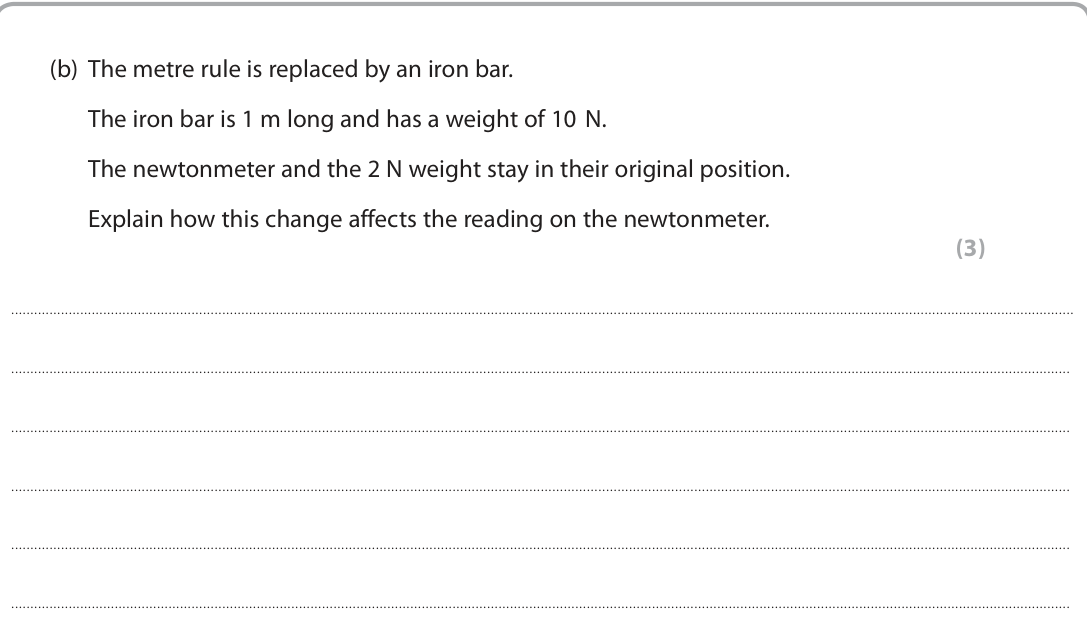 (b) The metre rule is replaced by an iron bar.
The iron bar is 1 m long and has a weight of 10 N.
The newtonmeter and the 2 N weight stay in their original position.
Explain how this change affects the reading on the newtonmeter.
(3)